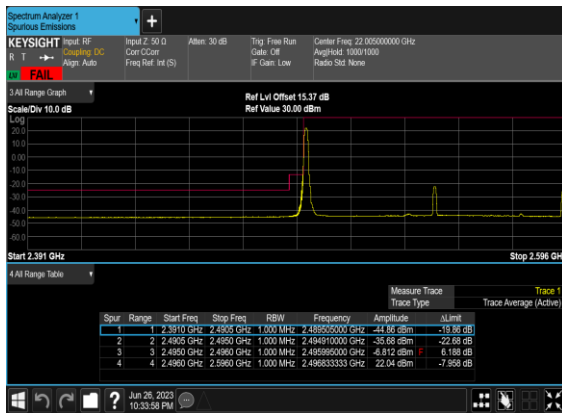 Spectrum Analyzer 1
Spurious Emissions
KEYSIGHT Input: RF Input Z: 50 Ω Atten: 30 dB Trig: Free Run Center Freq: 22.005000000 GHz
R T Coupling: DC Corr CCorr Gate: Off Avg|Hold: 1000/1000
Align: Auto Freq Ref: Int (S) IF Gain: Low Radio Std: None
FAIL
3 All Range Graph
Ref Lvl Offset 15.37 dB
Scale/Div 10.0 dB Ref Value 30.00 dBm
Log
20.0
10.0
0.00
-10.0
-20.0
-30.0
-40.0
-50.0
-60.0
Start 2.391 GHz Stop 2.596 GH
4 All Range Table
Measure Trace Trace 1
Trace Type Trace Average (Active)
Spur Range Start Freq Stop Freq RBW Frequency Amplitude ΔLimit
1 1 2.3910 GHz 2.4905 GHz 1.000 MHz 2.489505000 GHz -44.86 dBm -19.86 dB
2 2 2.4905 GHz 2.4950 GHz 1.000 MHz 2.494910000 GHz -35.68 dBm -22.68 dB
3 3 2.4950 GHz 2.4960 GHz 1.000 MHz 2.495995000 GHz -6.812 dBm F 6.188 dB
4 4 2.4960 GHz 2.5960 GHz 1.000 MHz 2.496833333 GHz 22.04 dBm -7.958 dB
Jun 26, 2023
10:33:58 PM